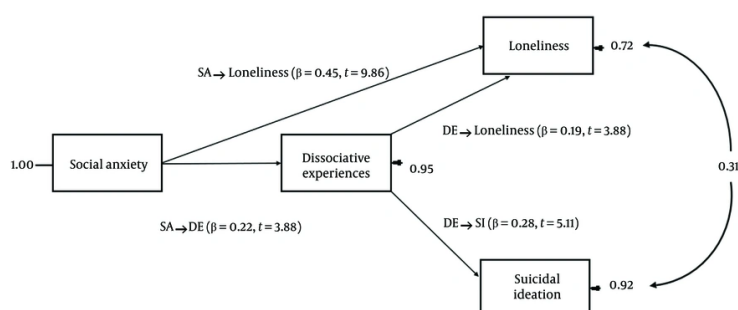 Loneliness
0.72
SA→ Loneliness (β = 0.45, t = 9.86)
DE→ Loneliness (β = 0.19, t = 3.88)
1.00
Social anxiety
Dissociative
experiences
0.95
0.31
SA→DE (β = 0.22, t = 3.88)
DE→ SI (β = 0.28, t = 5.11)
Suicidal
ideation
0.92